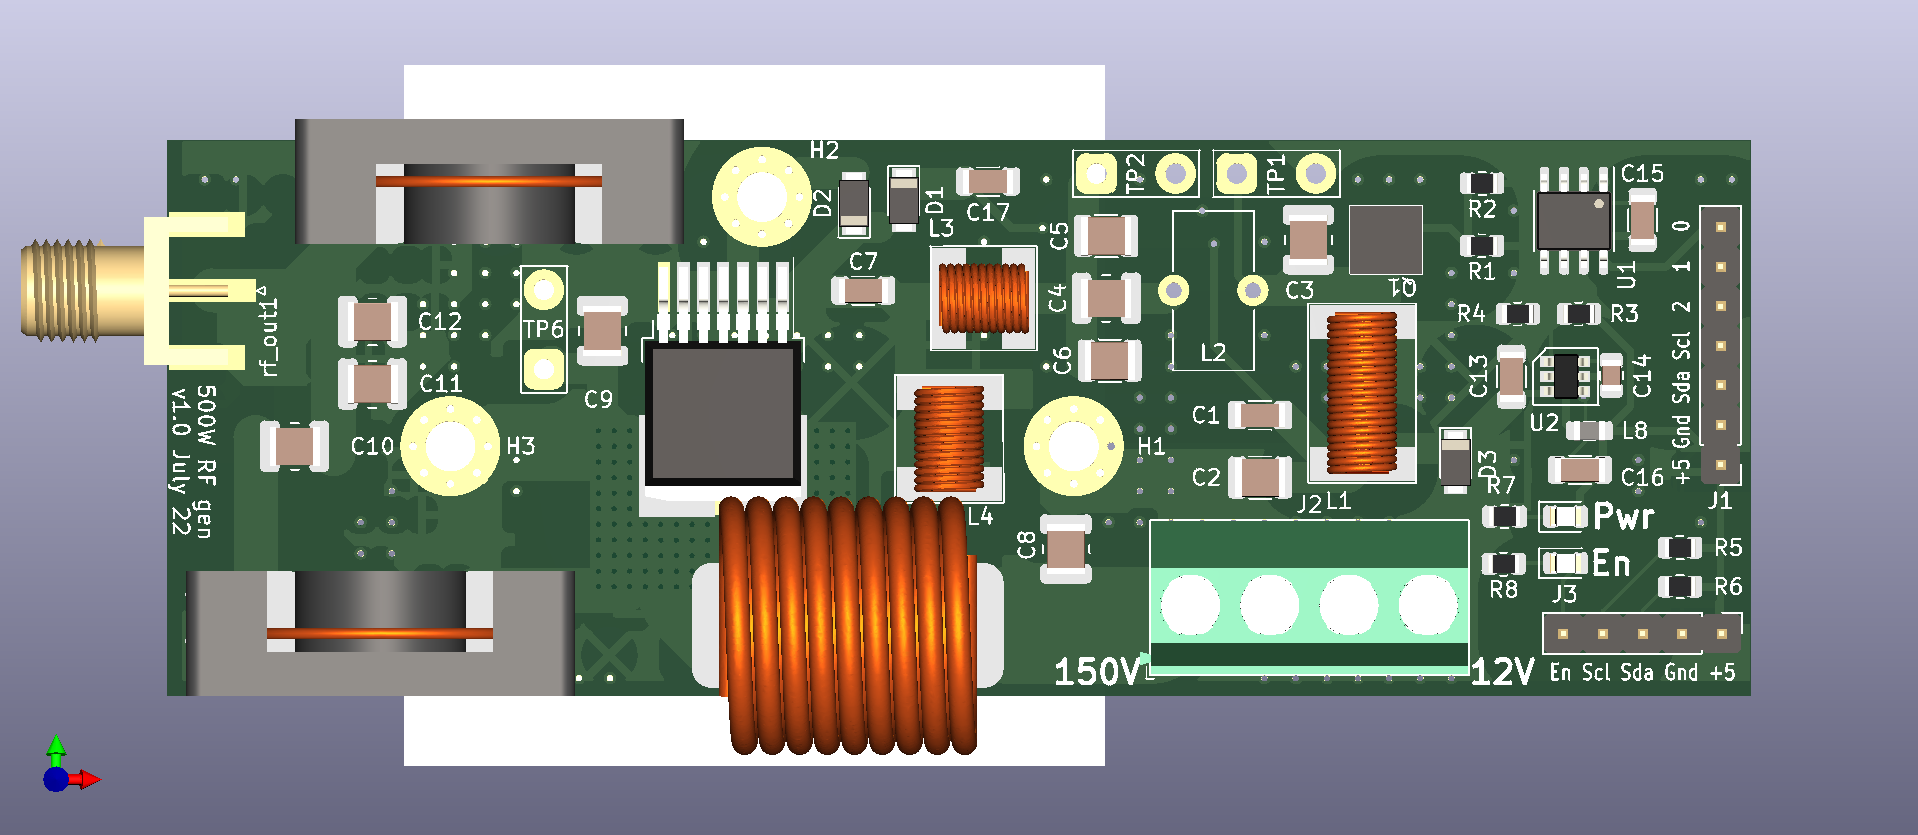 H2
D2
D1
L3
C17
TP2
TP1
C5
C4
C6
C7
C3
Q1
R2
R1
R4
R3
C15
U1
0
1
2
Scl
Sda
Gnd
+5
J1
rf_out1
C12
C11
TP6
C9
C10
H3
500W RF gen
v1.0 July 22
L2
C1
C2
H1
L4
C8
J2
L1
C13
C14
U2
L8
C16
D3
R7
Pwr
R8
En
J3
R5
R6
150V
12V
En Scl Sda Gnd +5